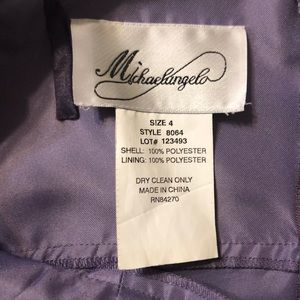 Michaelangelo
SIZE 4
STYLE 8064
LOT# 123493
SHELL: 100% POLYESTER
LINING: 100% POLYESTER
DRY CLEAN ONLY
MADE IN CHINA
RN84270